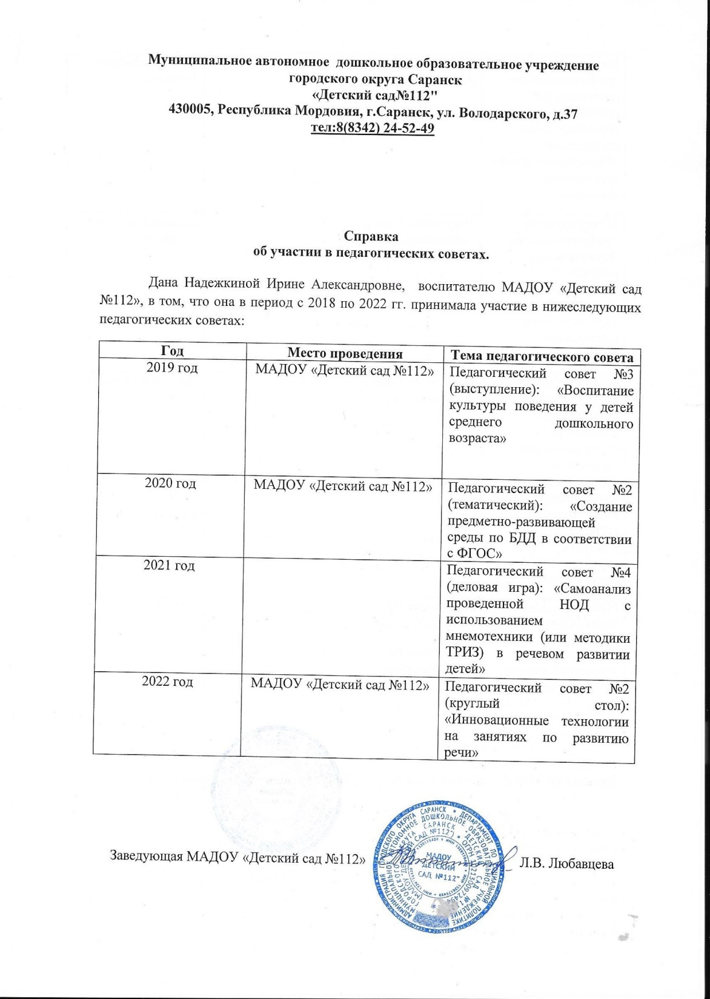 Муниципальное автономное дошкольное образовательное учреждение
городского округа Саранск
«Детский сад№112"
430005, Республика Мордовия, г.Саранск, ул. Володарского, д.37
тел:8(8342) 24-52-49
Справка
об участии в педагогических советах.
Дана Надежкиной Ирине Александровне, воспитателю МАДОУ «Детский сад
№112», в том, что она в период с 2018 по 2022 гг. принимала участие в нижеследующих
педагогических советах:
Год
Место проведения
Тема педагогического совета
2019 год
МАДОУ «Детский сад №112»
Педагогический совет №3
(выступление): «Воспитание
культуры поведения у детей
среднего дошкольного
возраста»
2020 год
МАДОУ «Детский сад №112»
Педагогический совет №2
(тематический): «Создание
предметно-развивающей
среды по БДД в соответствии
с ФГОС»
2021 год
Педагогический совет №4
(деловая игра): «Самоанализ
проведенной НОД с
использованием
мнемотехники (или методики
ТРИЗ) в речевом развитии
детей»
2022 год
МАДОУ «Детский сад №112»
Педагогический совет №2
(круглый стол):
«Инновационные технологии
на занятиях по развитию
речи»
Заведующая МАДОУ «Детский сад №112»
Л.В. Любавцева
МАДОУ
"ДЕТСКИЙ
САД №112"